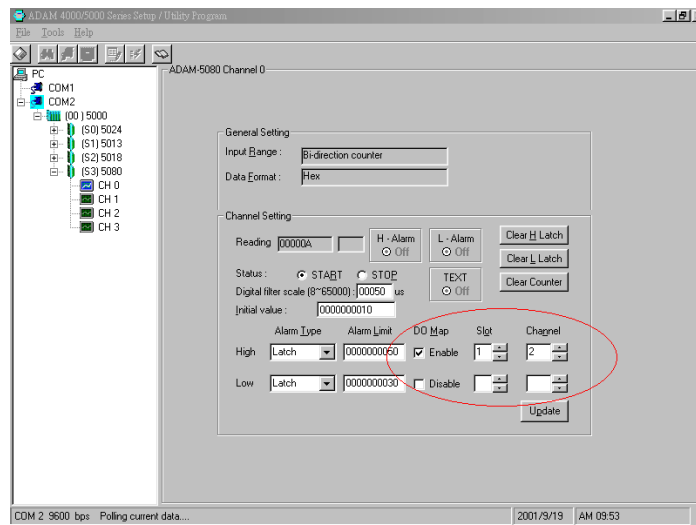 ADAM 4000/5000 Series Setup / Utility Program
File Tools Help
PC
COM1
COM2
(00 ) 5000
(S0) 5024
(S1) 5013
(S2) 5018
(S3) 5080
CH 0
CH 1
CH 2
CH 3
ADAM-5080 Channel 0
General Setting
Input Range : Bi-direction counter
Data Format : Hex
Channel Setting
Reading 00000A
H - Alarm
Off
L - Alarm
Off
Clear H Latch
Clear L Latch
Status : START STOP
TEXT
Off
Clear Counter
Digital filter scale (8~65000) : 00050 us
Initial value : 0000000010
Alarm Type Alarm Limit DO Map Slot Channel
High Latch 0000000050 Enable 1 2
Low Latch 0000000030 Disable
Update
COM 2 9600 bps Polling current data.... 2001/9/19 AM 09:53